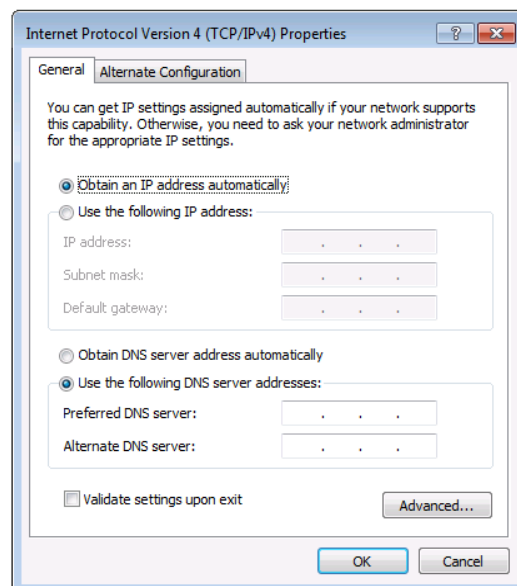 Internet Protocol Version 4 (TCP/IPv4) Properties
General
Alternate Configuration
You can get IP settings assigned automatically if your network supports
this capability. Otherwise, you need to ask your network administrator
for the appropriate IP settings.
Obtain an IP address automatically
Use the following IP address:
IP address:
Subnet mask:
Default gateway:
Obtain DNS server address automatically
Use the following DNS server addresses:
Preferred DNS server:
Alternate DNS server:
Validate settings upon exit
Advanced...
OK
Cancel